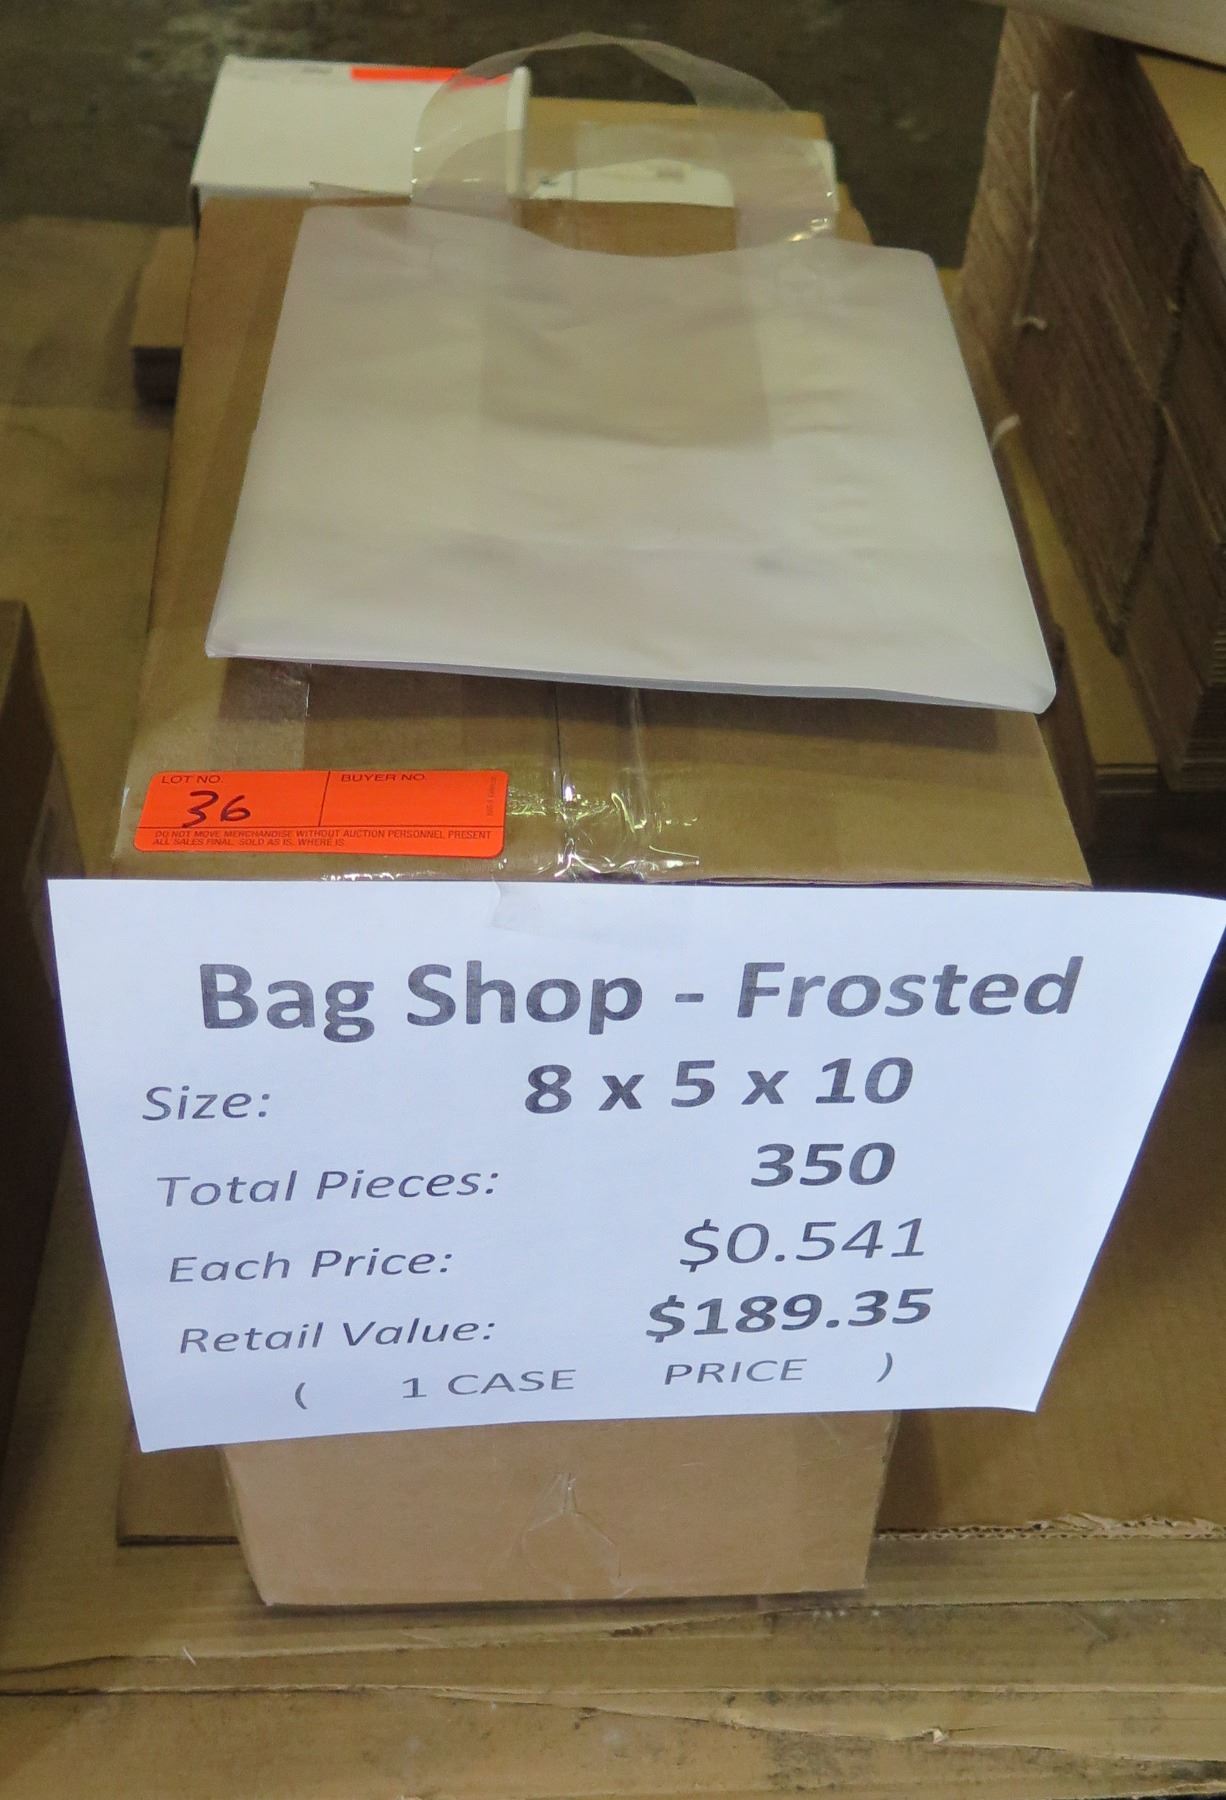 LOT NO. BUYER NO.
36
DO NOT MOVE MERCHANDISE WITHOUT AUCTION PERSONNEL PRESENT
ALL SALES FINAL, SOLD AS IS, WHERE IS.
Bag Shop - Frosted
Size: 8 x 5 x 10
Total Pieces: 350
Each Price: $0.541
Retail Value: $189.35
( 1 CASE PRICE )